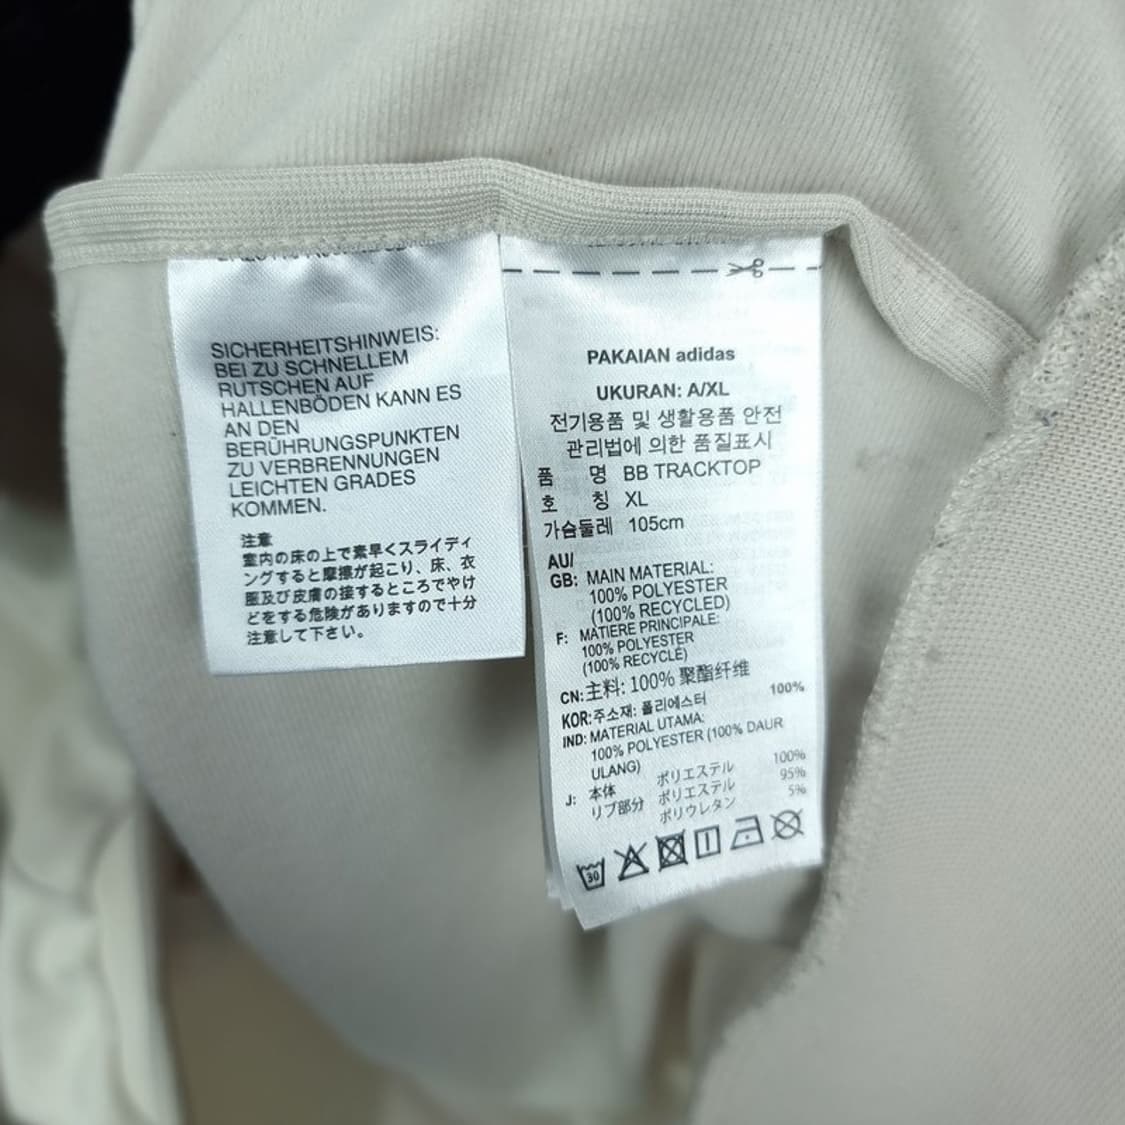 SICHERHEITSHINWEIS:
BEI ZU SCHNELLEM
RUTSCHEN AUF
HALLENBÖDEN KANN ES
AN DEN
BERÜHRUNGSPUNKTEN
ZU VERBRENNUNGEN
LEICHTEN GRADES
KOMMEN.
注意
室内の床の上で素早くスライディ
ングすると摩擦が起こり、床、衣
服及び皮膚の接するところでやけ
どをする危険がありますので十分
注意して下さい。
PAKAIAN adidas
UKURAN: A/XL
전기용품 및 생활용품 안전
관리법에 의한 품질표시
품 명 BB TRACKTOP
호 칭 XL
가슴둘레 105cm
AU/
GB: MAIN MATERIAL:
100% POLYESTER
(100% RECYCLED)
F: MATIERE PRINCIPALE:
100% POLYESTER
(100% RECYCLÉ)
CN: 主料: 100% 聚酯纤维
KOR: 주소재: 폴리에스터 100%
IND: MATERIAL UTAMA:
100% POLYESTER (100% DAUR
ULANG)
J: 本体 ポリエステル 100%
リブ部分 ポリエステル 95%
ポリウレタン 5%
30